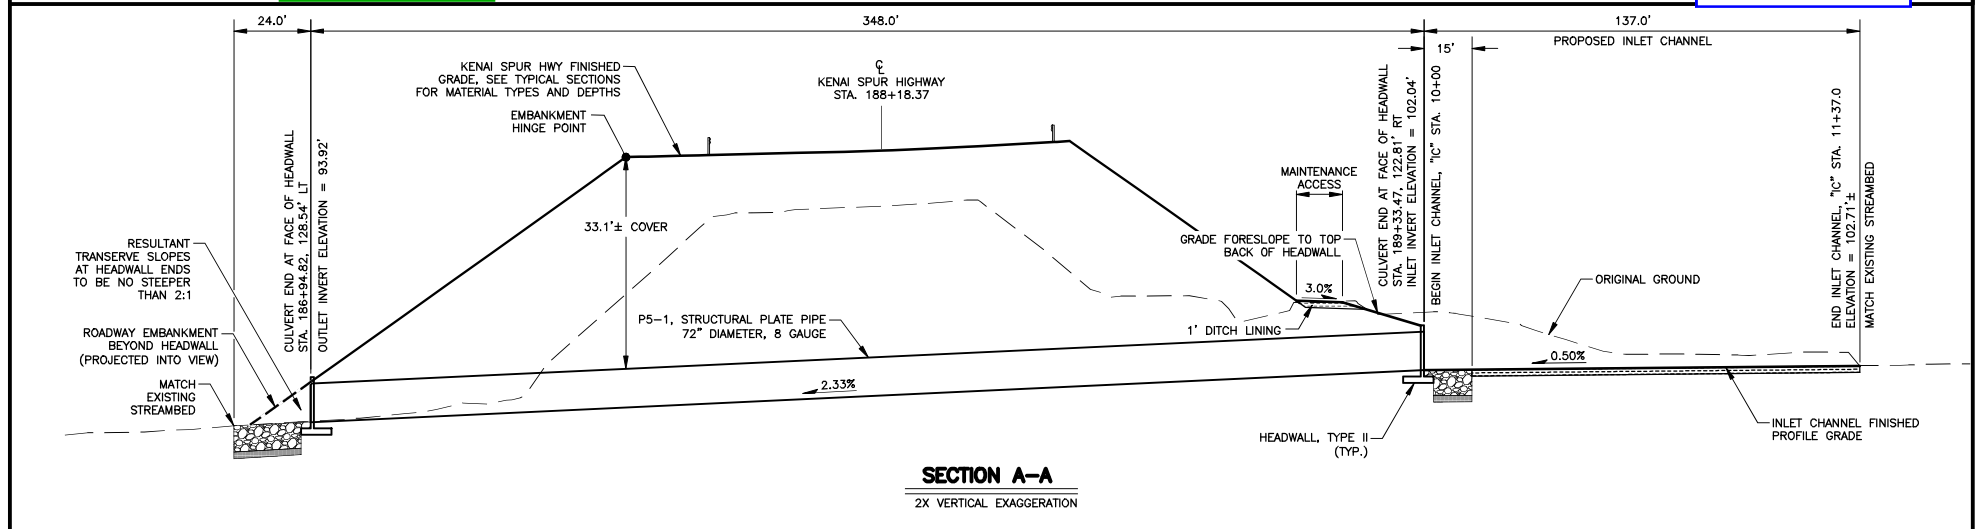 24.0'
348.0'
137.0'
PROPOSED INLET CHANNEL
15'
KENAI SPUR HWY FINISHED
GRADE, SEE TYPICAL SECTIONS
FOR MATERIAL TYPES AND DEPTHS
℄
KENAI SPUR HIGHWAY
STA. 188+18.37
EMBANKMENT
HINGE POINT
CULVERT END AT FACE OF HEADWALL
STA. 186+94.82, 128.54' LT
OUTLET INVERT ELEVATION = 93.92'
CULVERT END AT FACE OF HEADWALL
STA. 189+33.47, 122.81' RT
INLET INVERT ELEVATION = 102.04'
BEGIN INLET CHANNEL, "IC" STA. 10+00
END INLET CHANNEL, "IC" STA. 11+37.0
ELEVATION = 102.71'±
MATCH EXISTING STREAMBED
MAINTENANCE
ACCESS
33.1'± COVER
GRADE FORESLOPE TO TOP
BACK OF HEADWALL
RESULTANT
TRANSERVE SLOPES
AT HEADWALL ENDS
TO BE NO STEEPER
THAN 2:1
ORIGINAL GROUND
3.0%
P5-1, STRUCTURAL PLATE PIPE
72" DIAMETER, 8 GAUGE
1' DITCH LINING
ROADWAY EMBANKMENT
BEYOND HEADWALL
(PROJECTED INTO VIEW)
0.50%
2.33%
MATCH
EXISTING
STREAMBED
INLET CHANNEL FINISHED
PROFILE GRADE
HEADWALL, TYPE II
(TYP.)
SECTION A-A
2X VERTICAL EXAGGERATION